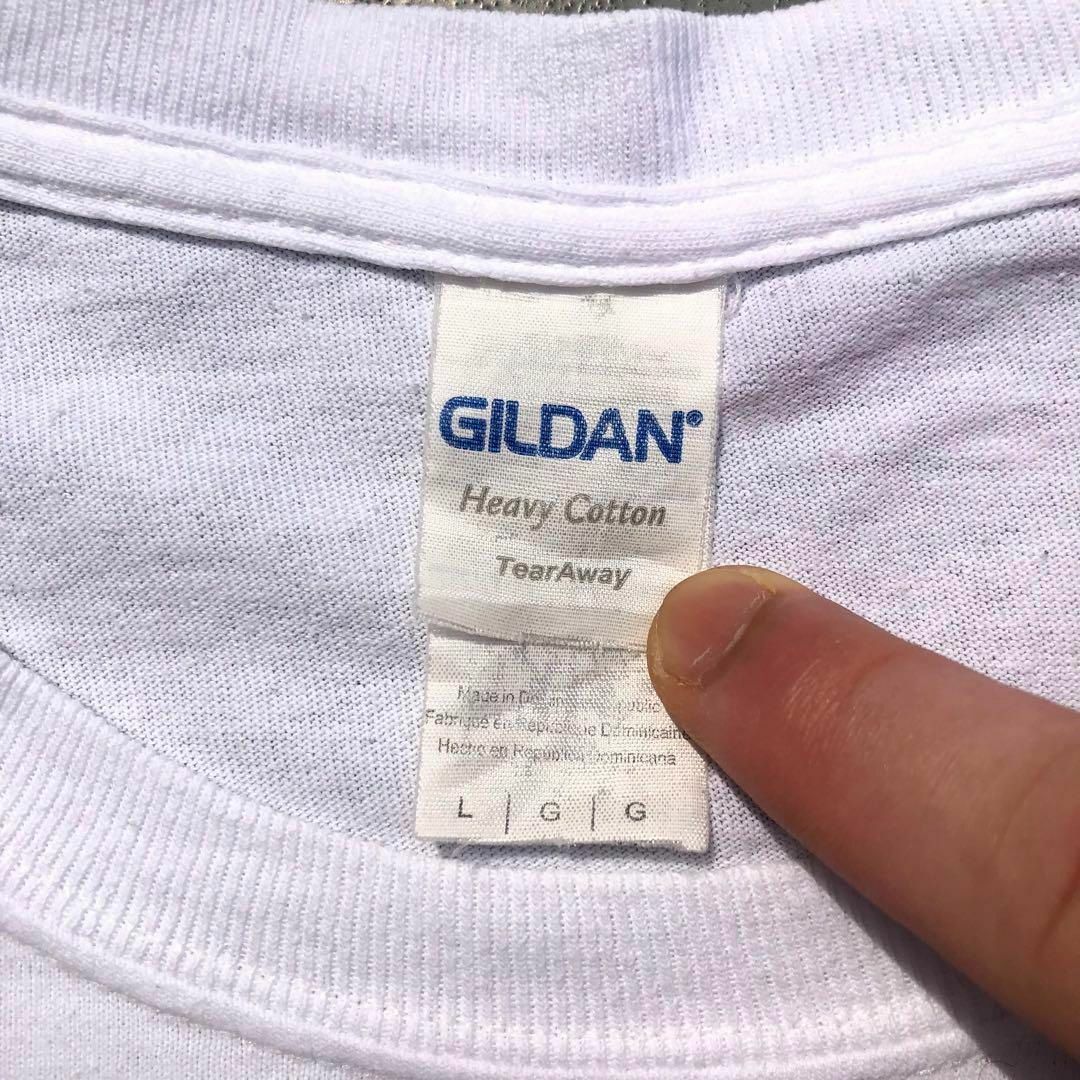 GILDAN®
Heavy Cotton
TearAway
Made in
Fabriqué en République Dominicaine
Hecho en República Dominicana
L | G | G